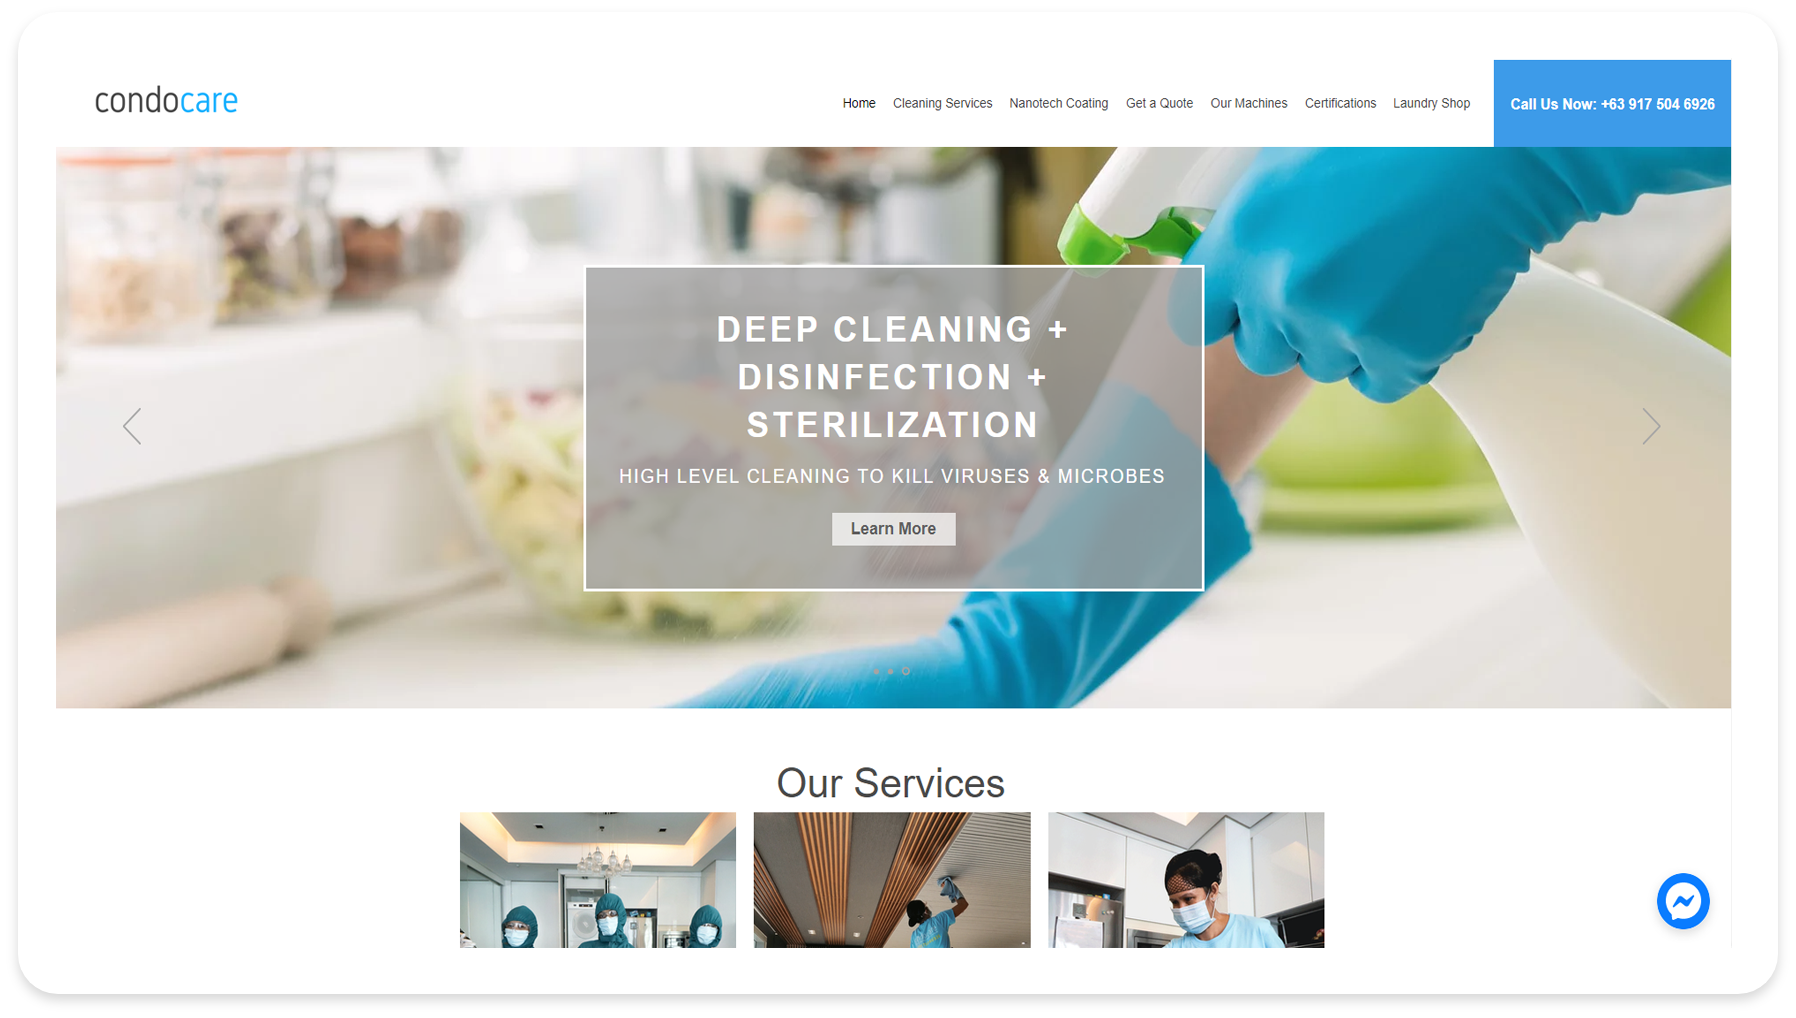 condocare
Home Cleaning Services Nanotech Coating Get a Quote Our Machines Certifications Laundry Shop
Call Us Now: +63 917 504 6926
DEEP CLEANING +
DISINFECTION +
STERILIZATION
HIGH LEVEL CLEANING TO KILL VIRUSES & MICROBES
Learn More
Our Services